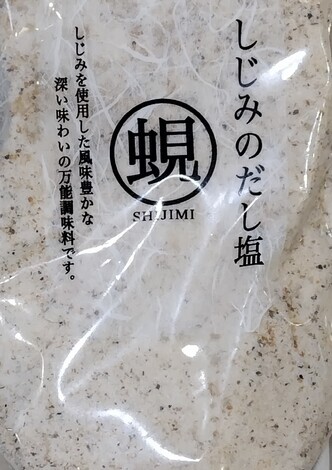 しじみのだし塩
蜆
SHIJIMI
しじみを使用した風味豊かな
深い味わいの万能調味料です。